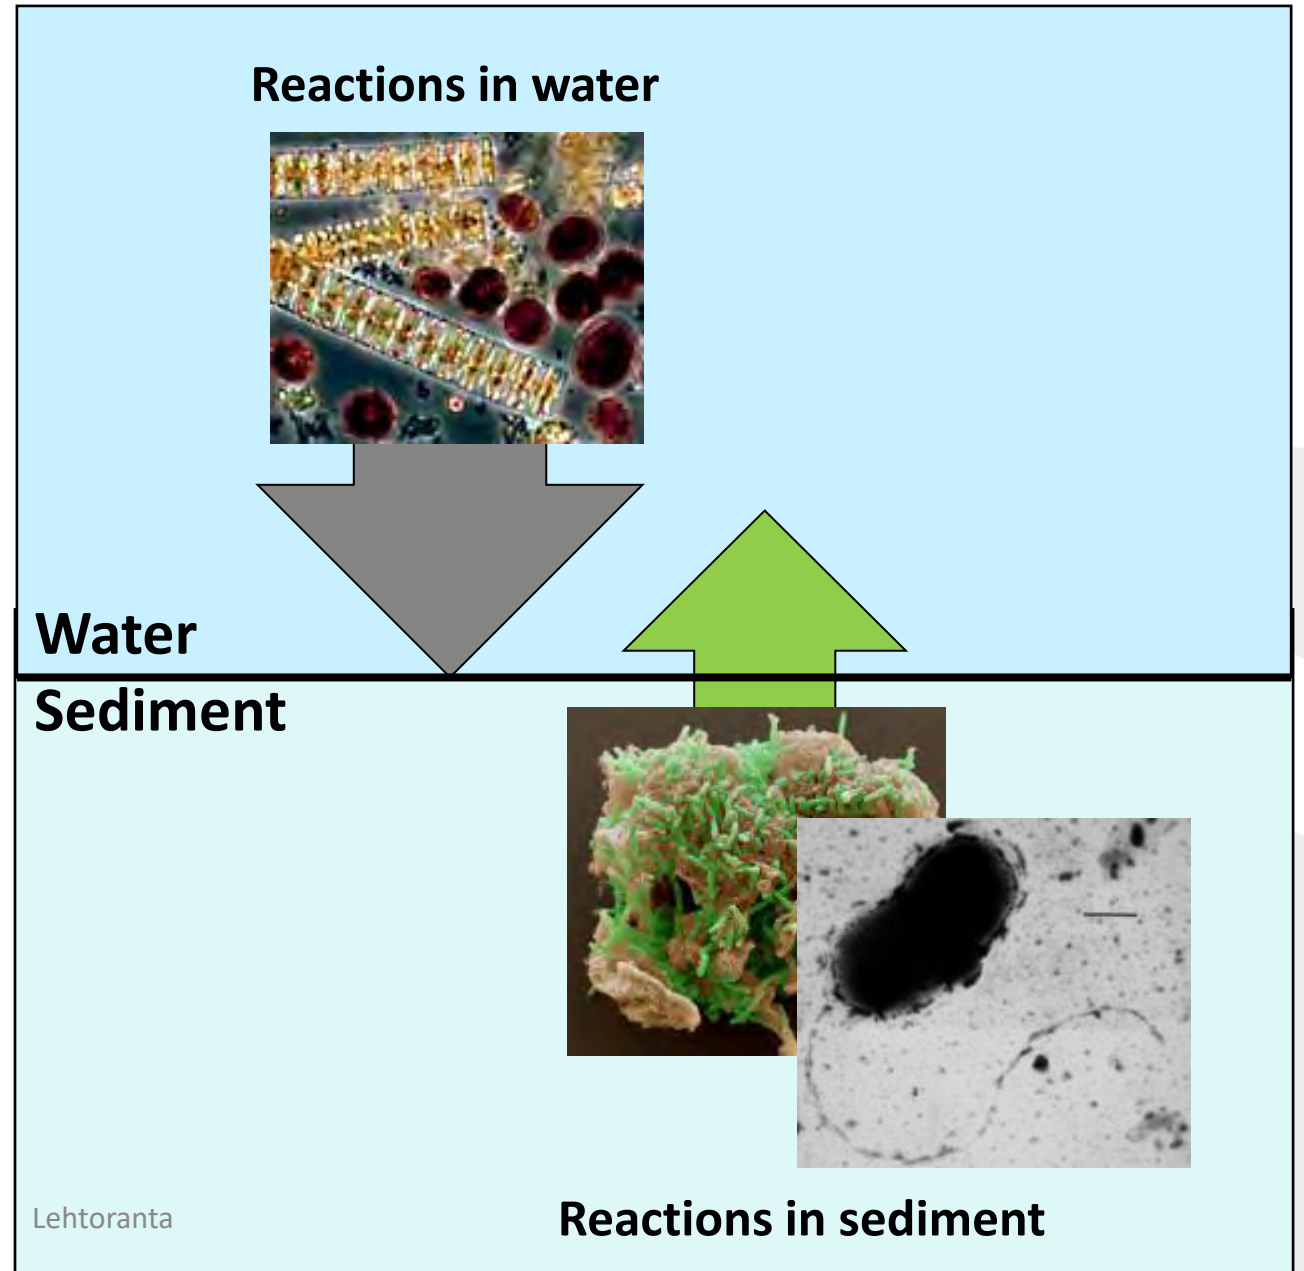 Reactions in water
Water
Sediment
Lehtoranta
Reactions in sediment